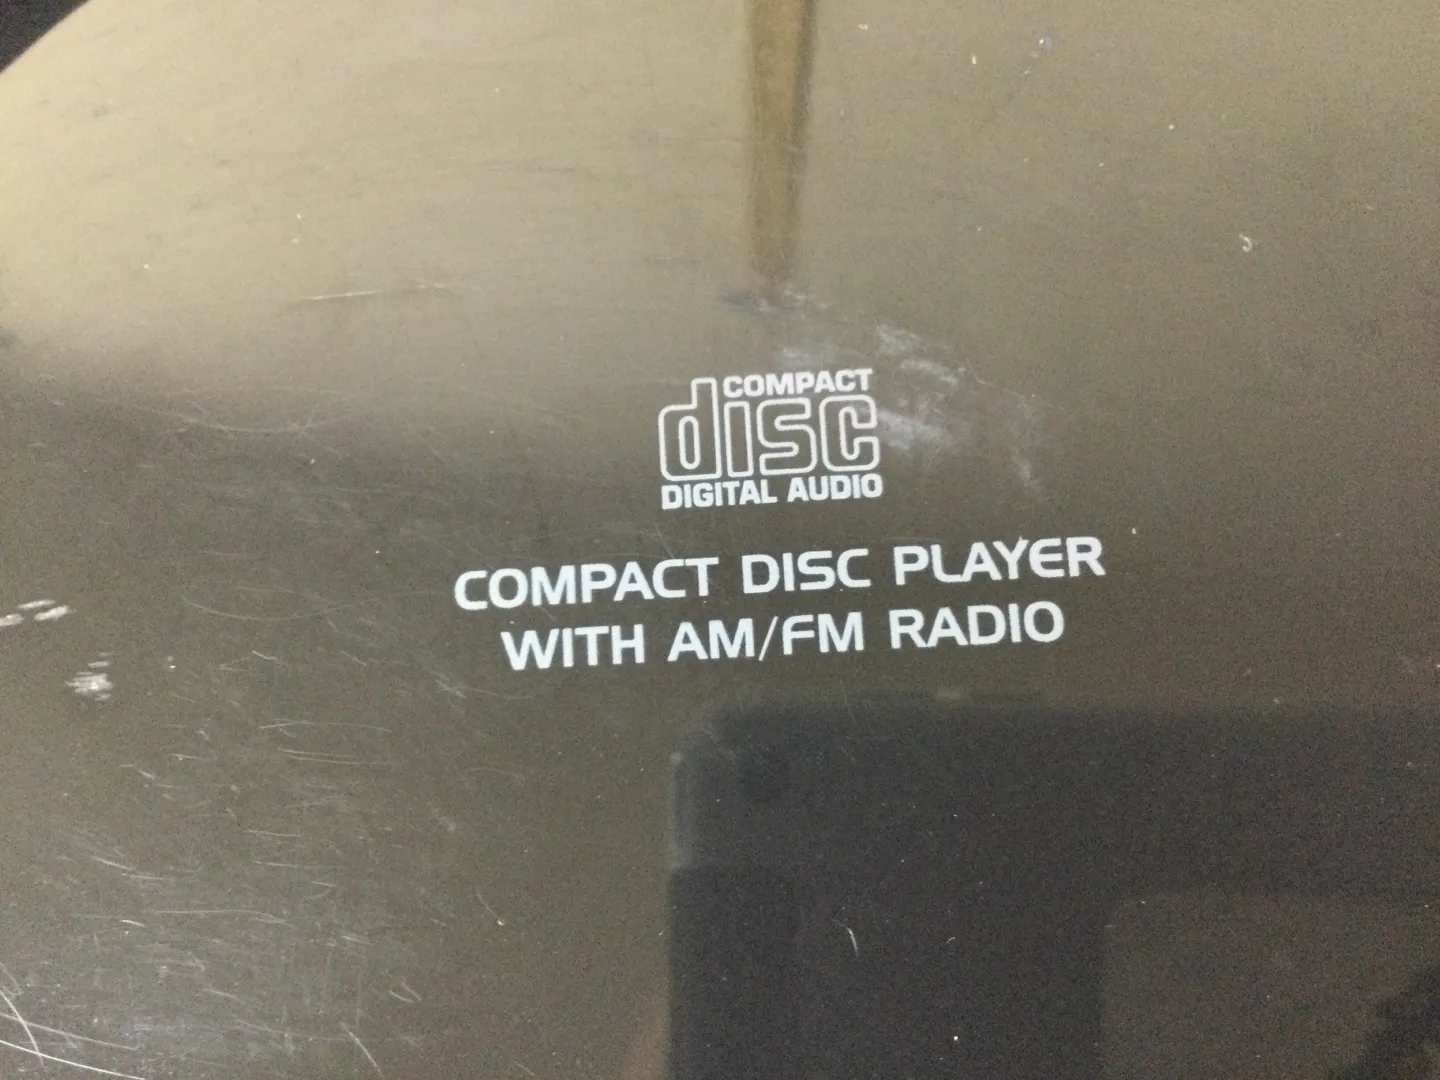 COMPACT
disc
DIGITAL AUDIO
COMPACT DISC PLAYER
WITH AM/FM RADIO